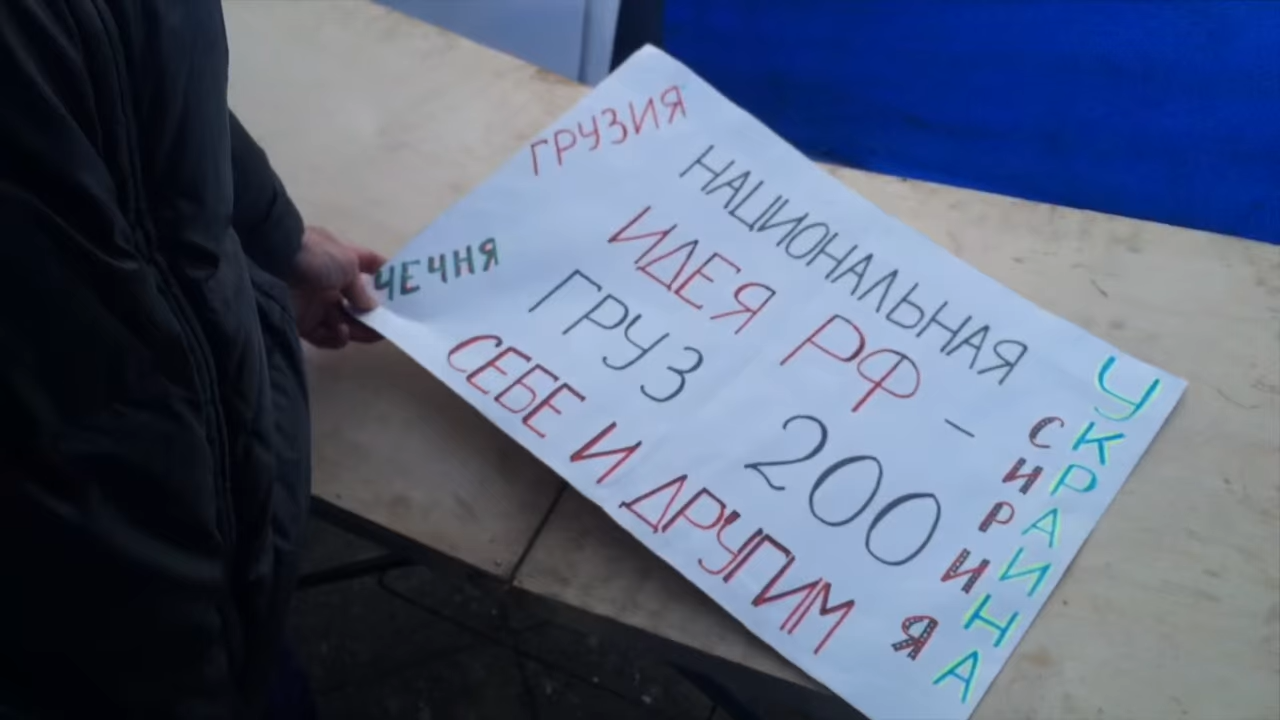 ГРУЗИЯ
ЧЕЧНЯ
НАЦИОНАЛЬНАЯ
ИДЕЯ РФ –
ГРУЗ 200
СЕБЕ И ДРУГИМ
СИРИЯ
УКРАИНА